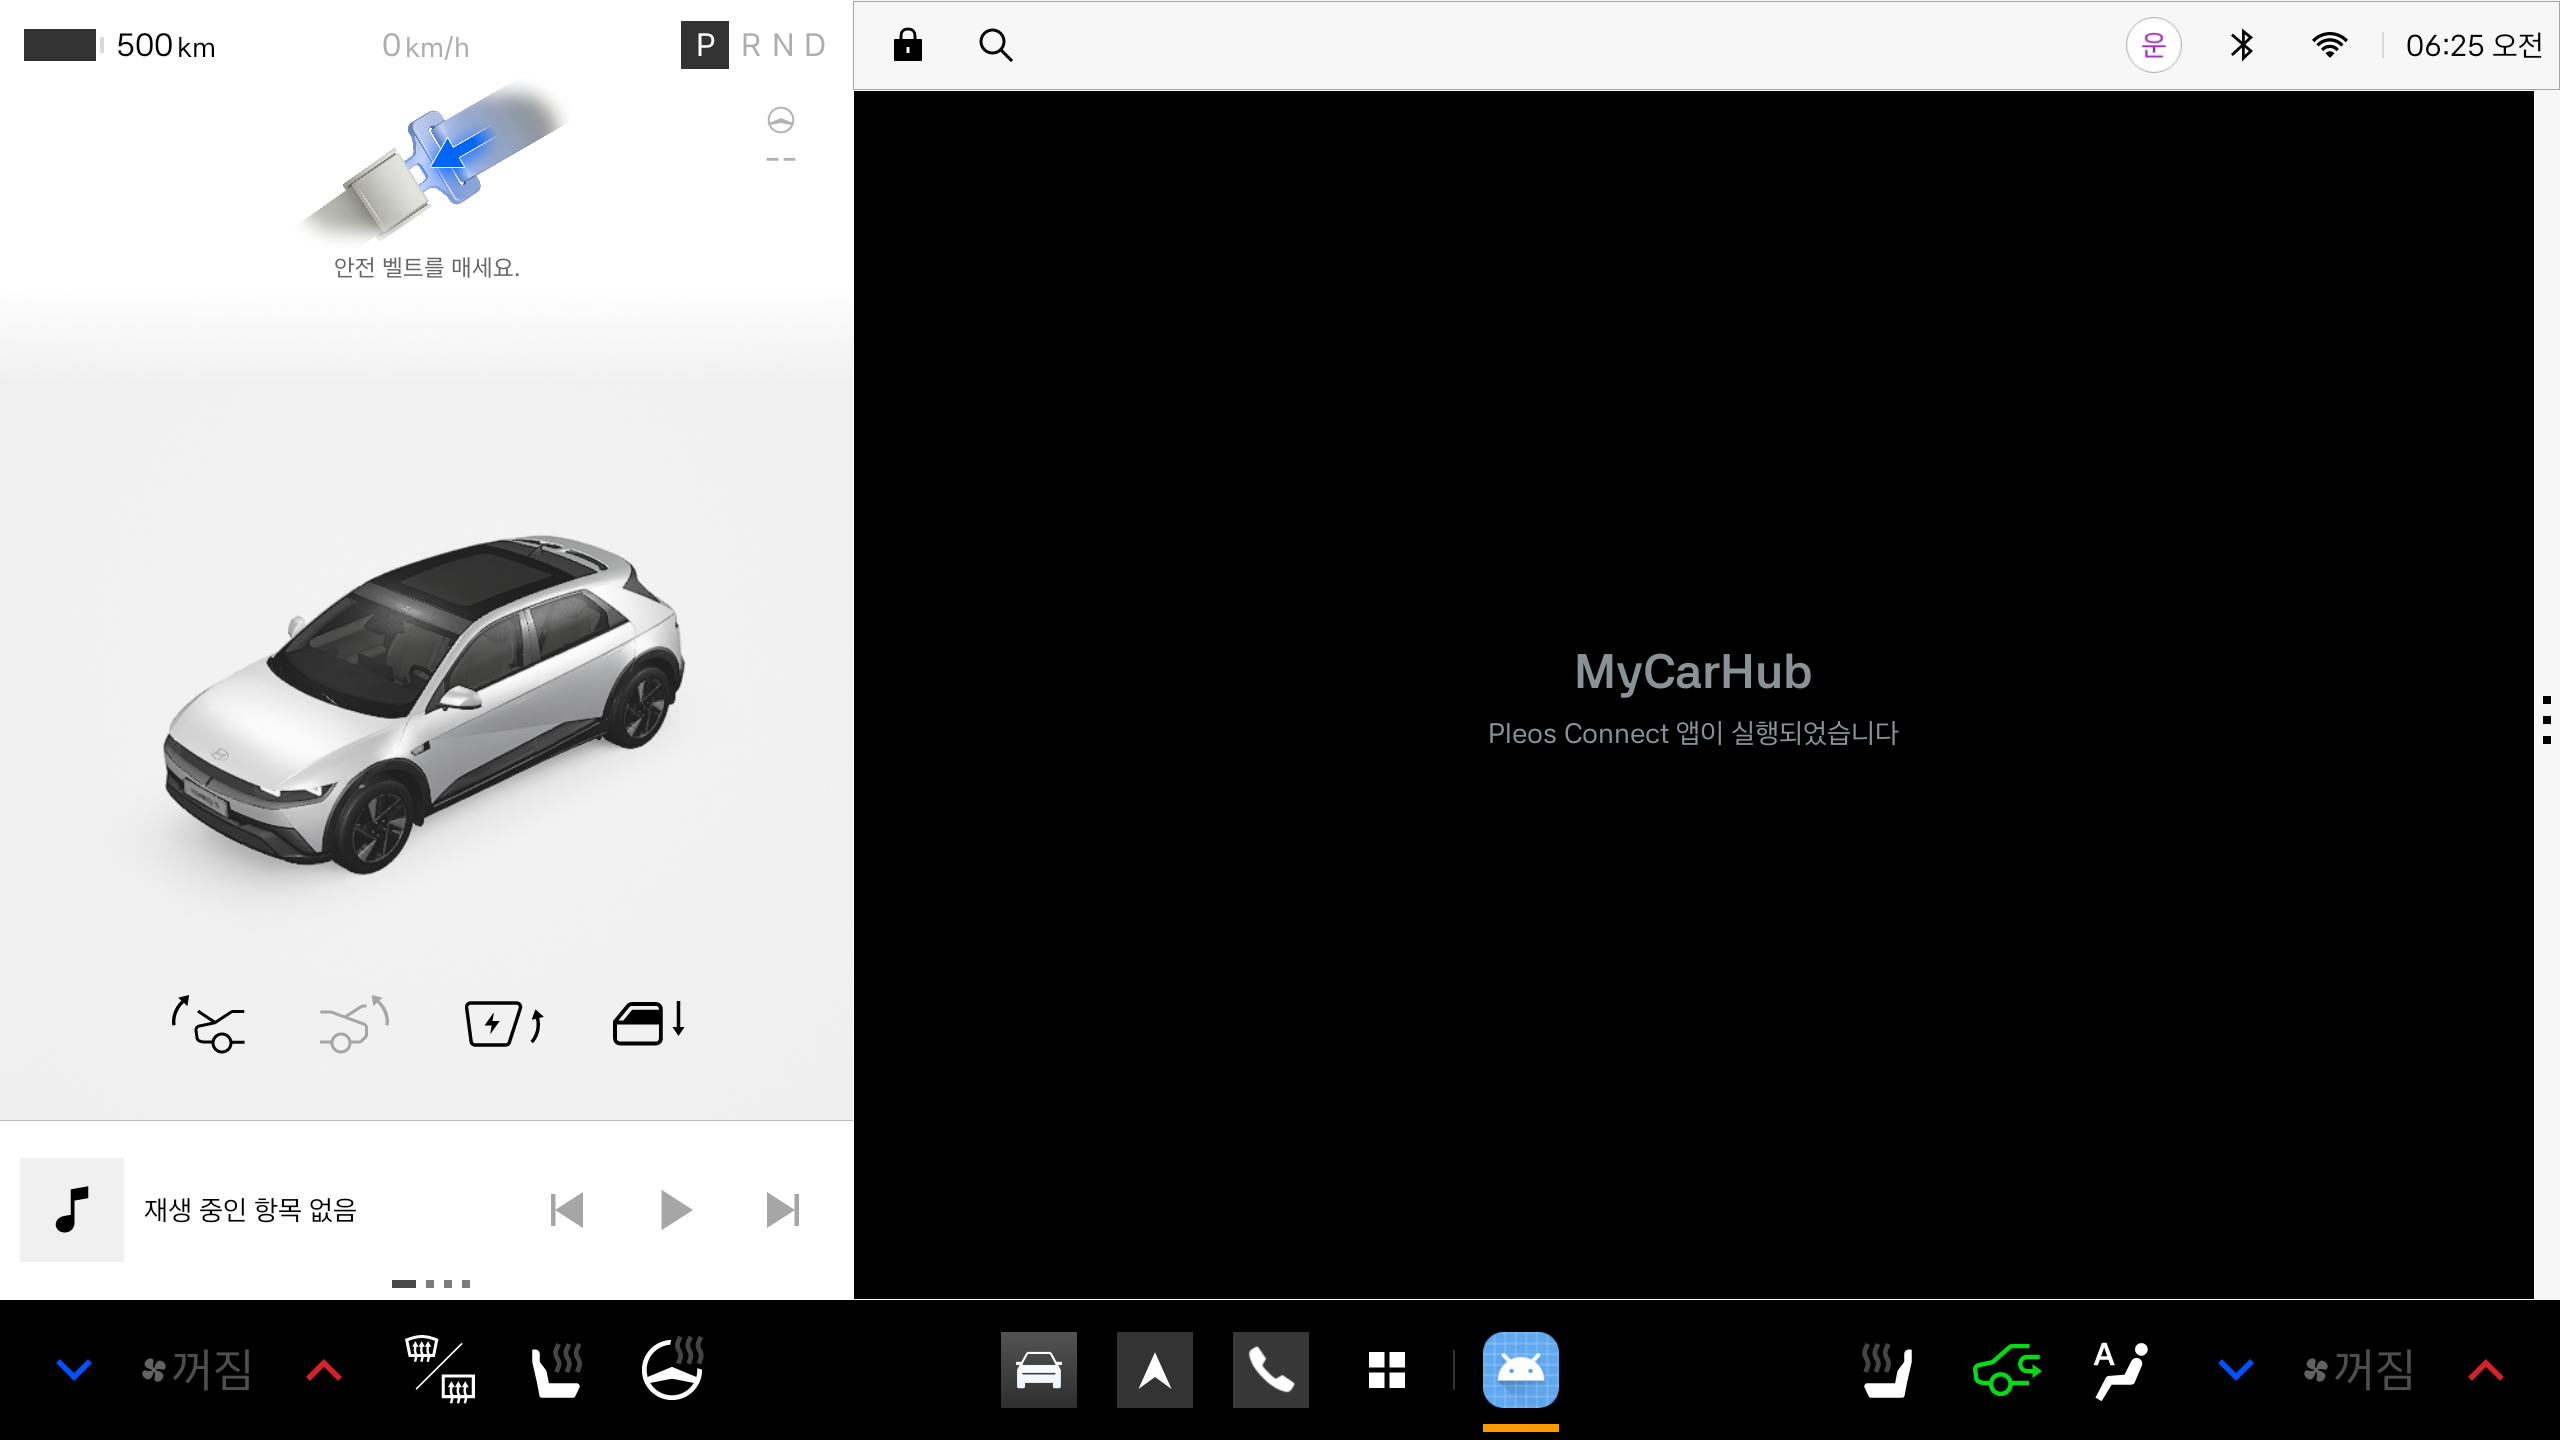 500 km
0 km/h
P R N D
06:25 오전
운
--
안전 벨트를 매세요.
MyCarHub
Pleos Connect 앱이 실행되었습니다
재생 중인 항목 없음
꺼짐
A
꺼짐